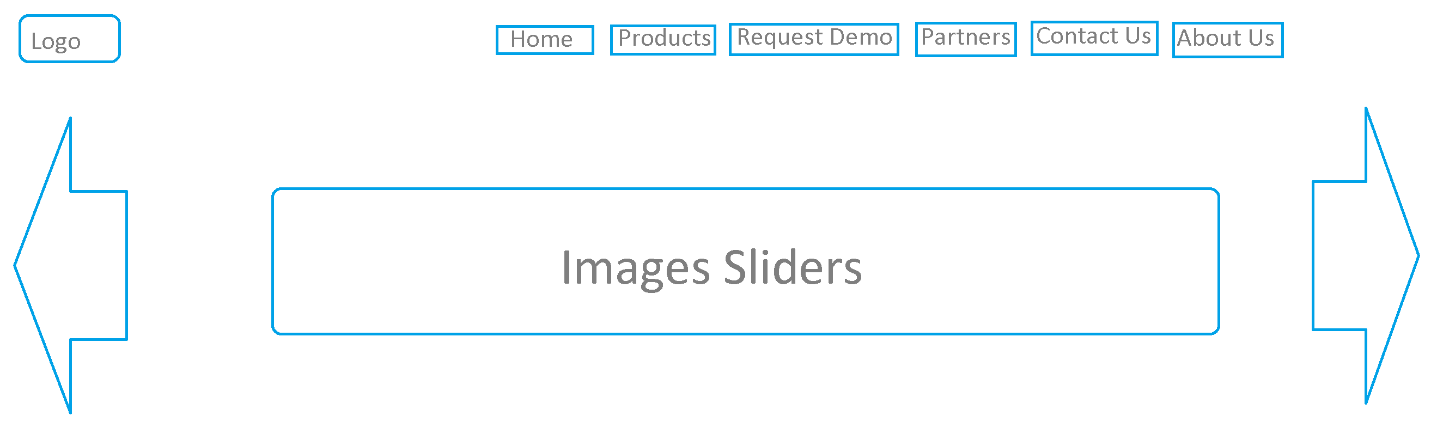 Logo
Home
Products
Request Demo
Partners
Contact Us
About Us
Images Sliders